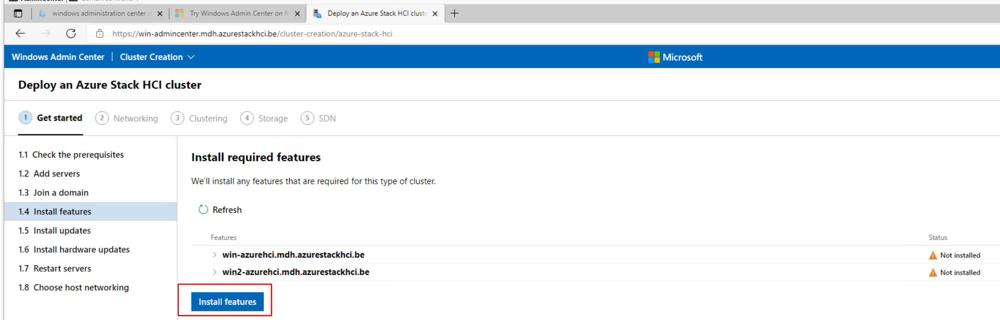 windows administration center
Try Windows Admin Center on
Deploy an Azure Stack HCI cluste
https://win-admincenter.mdh.azurestackhci.be/cluster-creation/azure-stack-hci
Windows Admin Center | Cluster Creation
Microsoft
Deploy an Azure Stack HCI cluster
1 Get started 2 Networking 3 Clustering 4 Storage 5 SDN
1.1 Check the prerequisites
1.2 Add servers
1.3 Join a domain
1.4 Install features
1.5 Install updates
1.6 Install hardware updates
1.7 Restart servers
1.8 Choose host networking
Install required features
We'll install any features that are required for this type of cluster.
Refresh
Features Status
win-azurehci.mdh.azurestackhci.be Not installed
win2-azurehci.mdh.azurestackhci.be Not installed
Install features